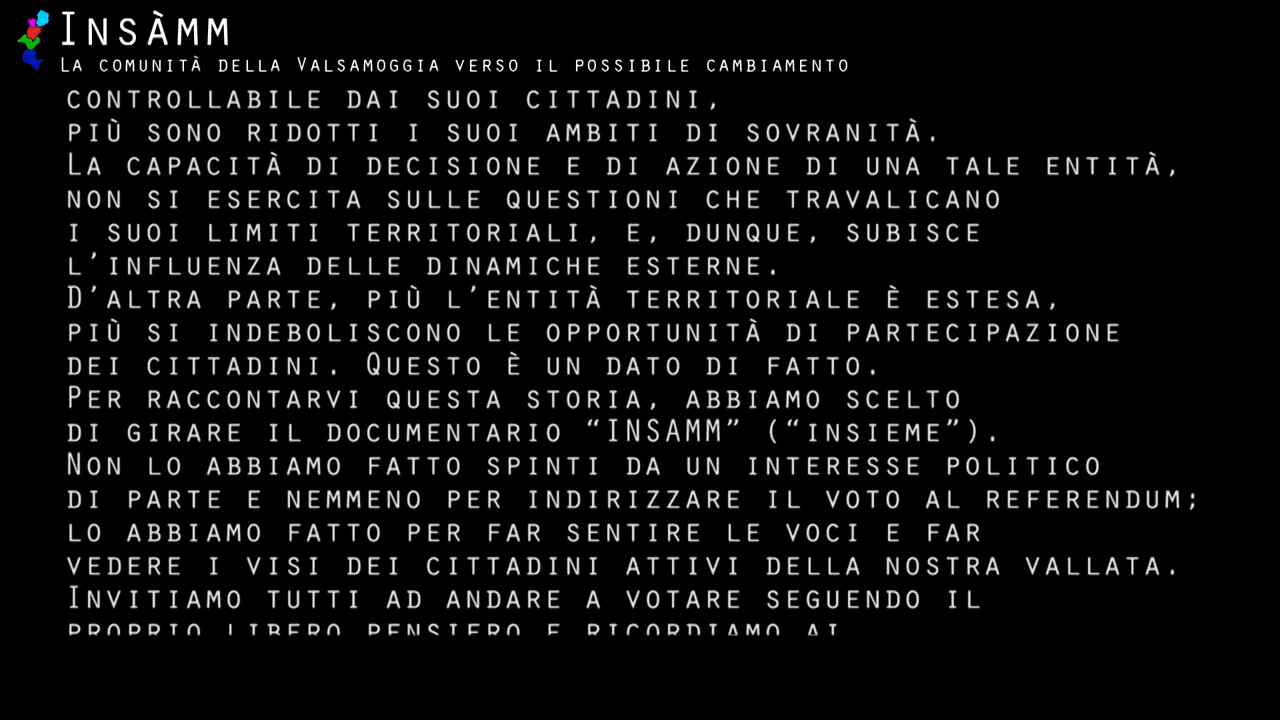 Insàmm
La comunità della Valsamoggia verso il possibile cambiamento
controllabile dai suoi cittadini,
più sono ridotti i suoi ambiti di sovranità.
La capacità di decisione e di azione di una tale entità,
non si esercita sulle questioni che travalicano
i suoi limiti territoriali, e, dunque, subisce
l’influenza delle dinamiche esterne.
D’altra parte, più l’entità territoriale è estesa,
più si indeboliscono le opportunità di partecipazione
dei cittadini. Questo è un dato di fatto.
Per raccontarvi questa storia, abbiamo scelto
di girare il documentario “INSAMM” (“insieme”).
Non lo abbiamo fatto spinti da un interesse politico
di parte e nemmeno per indirizzare il voto al referendum;
lo abbiamo fatto per far sentire le voci e far
vedere i visi dei cittadini attivi della nostra vallata.
Invitiamo tutti ad andare a votare seguendo il
proprio libero pensiero e ricordiamo ai